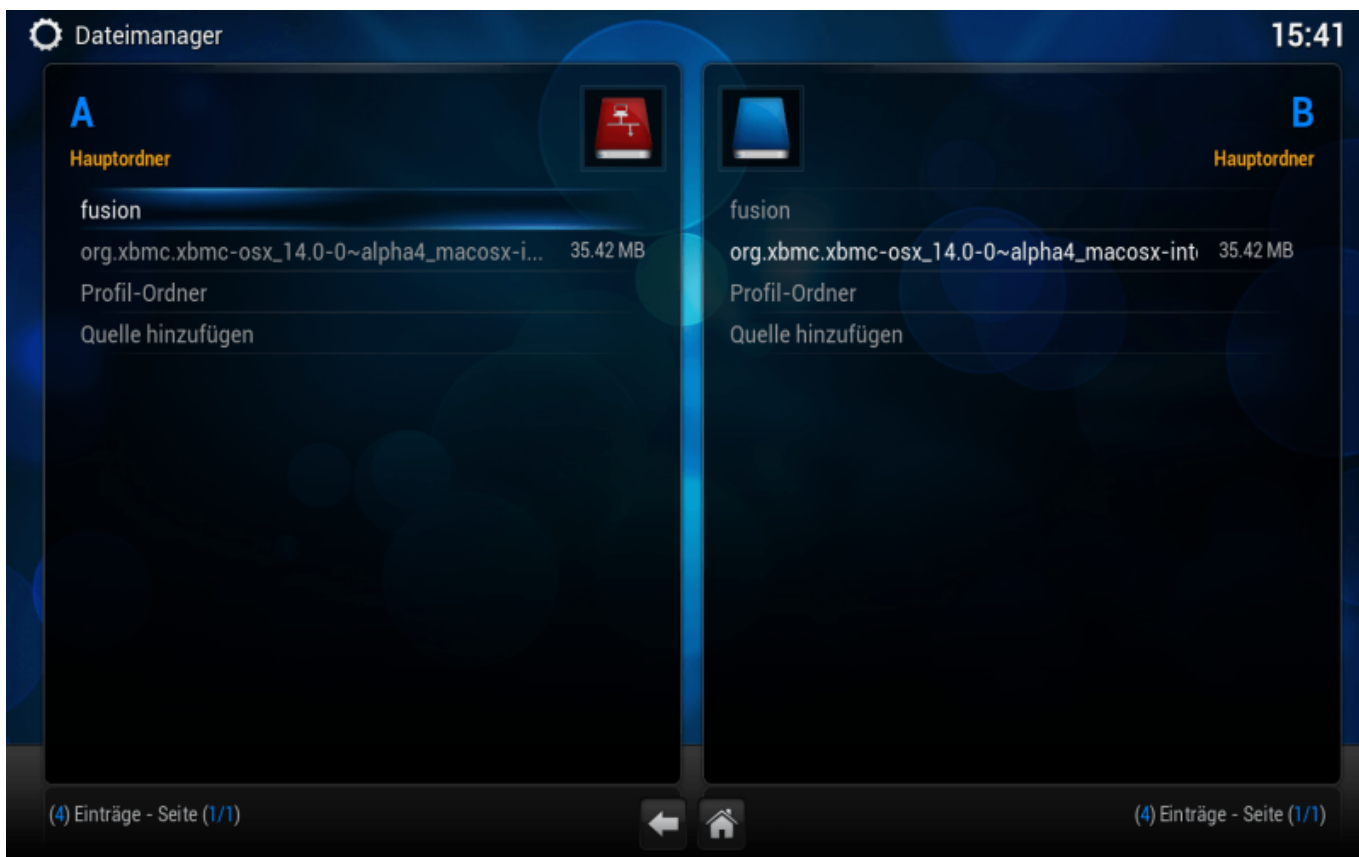 Dateimanager
15:41
A
Hauptordner
fusion
org.xbmc.xbmc-osx_14.0-0~alpha4_macosx-i... 35.42 MB
Profil-Ordner
Quelle hinzufügen
(4) Einträge - Seite (1/1)
B
Hauptordner
fusion
org.xbmc.xbmc-osx_14.0-0~alpha4_macosx-int 35.42 MB
Profil-Ordner
Quelle hinzufügen
(4) Einträge - Seite (1/1)